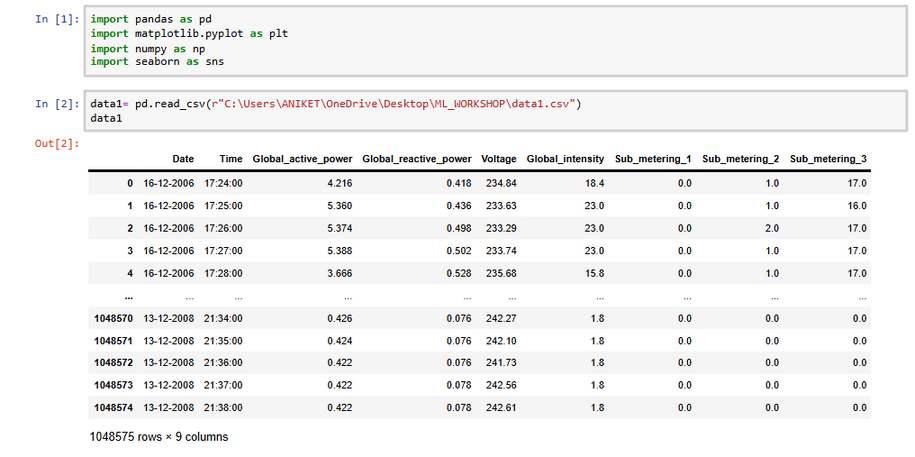 In [1]: import pandas as pd
import matplotlib.pyplot as plt
import numpy as np
import seaborn as sns
In [2]: data1= pd.read_csv(r"C:\Users\ANIKET\OneDrive\Desktop\ML_WORKSHOP\data1.csv")
data1
Out[2]:
Date Time Global_active_power Global_reactive_power Voltage Global_intensity Sub_metering_1 Sub_metering_2 Sub_metering_3
0 16-12-2006 17:24:00 4.216 0.418 234.84 18.4 0.0 1.0 17.0
1 16-12-2006 17:25:00 5.360 0.436 233.63 23.0 0.0 1.0 16.0
2 16-12-2006 17:26:00 5.374 0.498 233.29 23.0 0.0 2.0 17.0
3 16-12-2006 17:27:00 5.388 0.502 233.74 23.0 0.0 1.0 17.0
4 16-12-2006 17:28:00 3.666 0.528 235.68 15.8 0.0 1.0 17.0
... ... ... ... ... ... ... ... ... ...
1048570 13-12-2008 21:34:00 0.426 0.076 242.27 1.8 0.0 0.0 0.0
1048571 13-12-2008 21:35:00 0.424 0.076 242.10 1.8 0.0 0.0 0.0
1048572 13-12-2008 21:36:00 0.422 0.076 241.73 1.8 0.0 0.0 0.0
1048573 13-12-2008 21:37:00 0.422 0.078 242.56 1.8 0.0 0.0 0.0
1048574 13-12-2008 21:38:00 0.422 0.078 242.61 1.8 0.0 0.0 0.0
1048575 rows × 9 columns